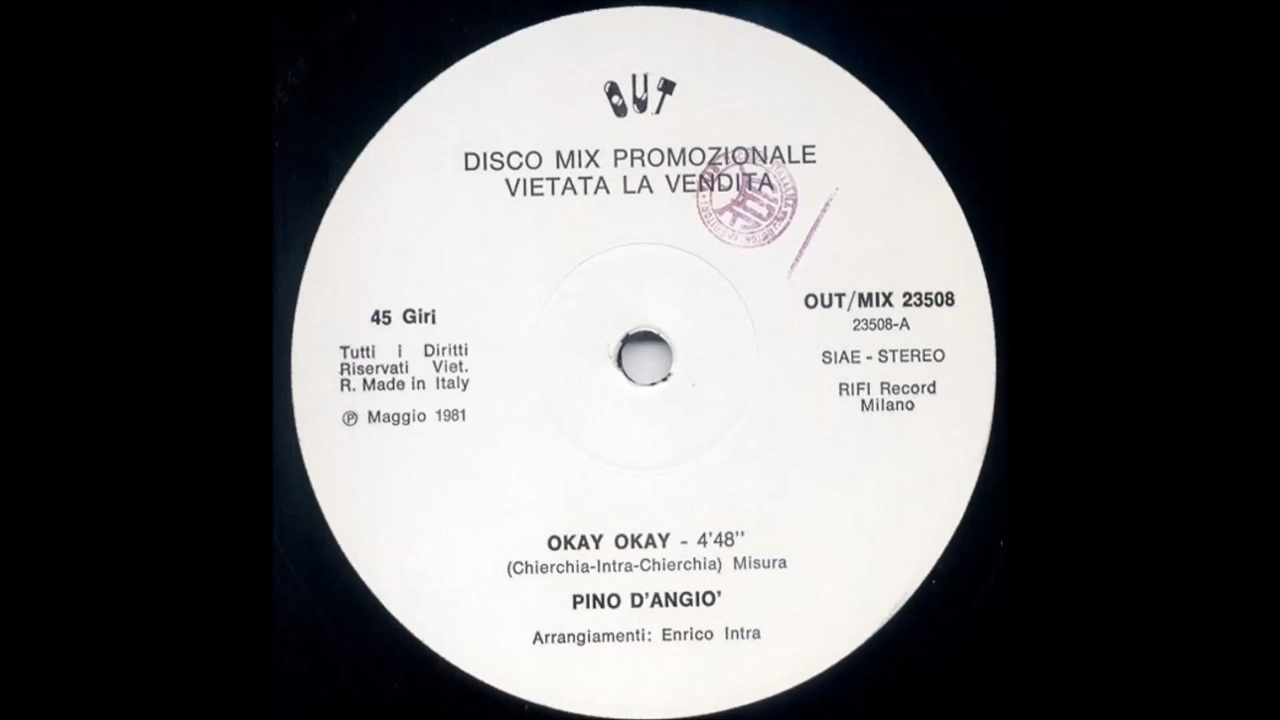 OUT
DISCO MIX PROMOZIONALE
VIETATA LA VENDITA
45 Giri
Tutti i Diritti
Riservati Viet.
R. Made in Italy
℗ Maggio 1981
OUT/MIX 23508
23508-A
SIAE - STEREO
RIFI Record
Milano
OKAY OKAY - 4'48''
(Chierchia-Intra-Chierchia) Misura
PINO D'ANGIO'
Arrangiamenti: Enrico Intra